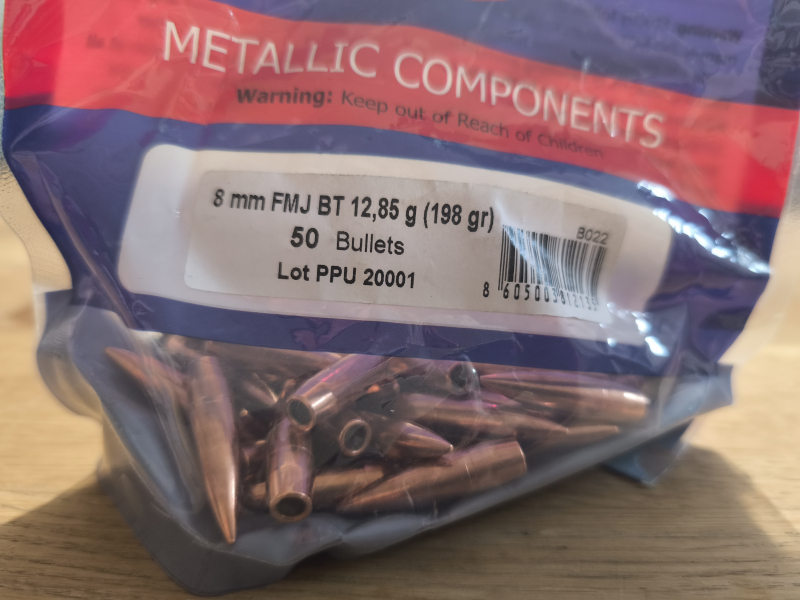 METALLIC COMPONENTS
Warning: Keep out of Reach of Children
8 mm FMJ BT 12,85 g (198 gr)
50 Bullets
Lot PPU 20001
B022